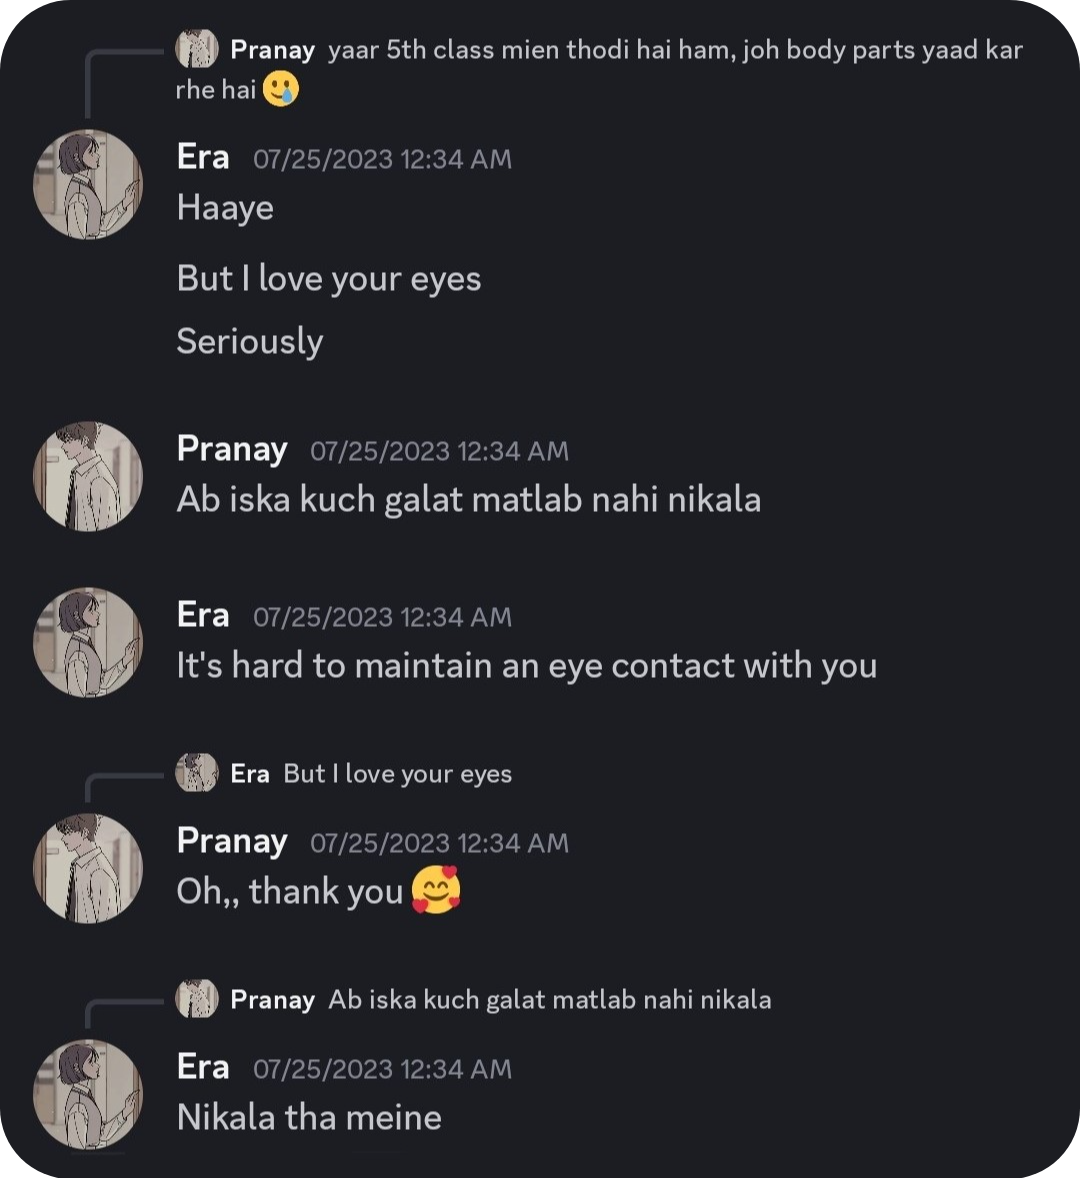 Pranay yaar 5th class mien thodi hai ham, joh body parts yaad kar
rhe hai 🥲
Era 07/25/2023 12:34 AM
Haaye
But I love your eyes
Seriously
Pranay 07/25/2023 12:34 AM
Ab iska kuch galat matlab nahi nikala
Era 07/25/2023 12:34 AM
It's hard to maintain an eye contact with you
Era But I love your eyes
Pranay 07/25/2023 12:34 AM
Oh,, thank you 🥰
Pranay Ab iska kuch galat matlab nahi nikala
Era 07/25/2023 12:34 AM
Nikala tha meine